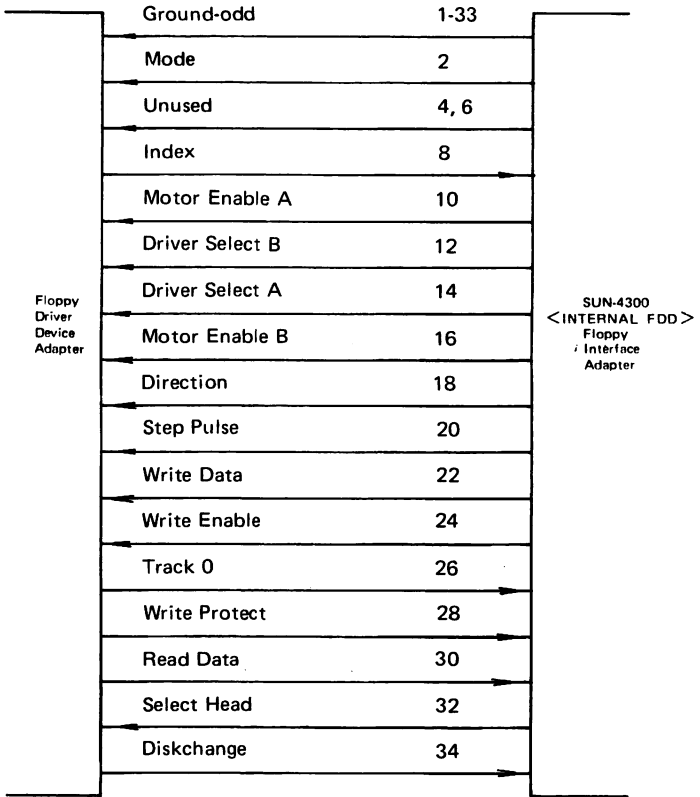 Ground-odd 1-33
Mode 2
Unused 4, 6
Index 8
Motor Enable A 10
Driver Select B 12
Driver Select A 14
Motor Enable B 16
Direction 18
Step Pulse 20
Write Data 22
Write Enable 24
Track 0 26
Write Protect 28
Read Data 30
Select Head 32
Diskchange 34
Floppy
Driver
Device
Adapter
SUN-4300
<INTERNAL FDD>
Floppy
i Interface
Adapter